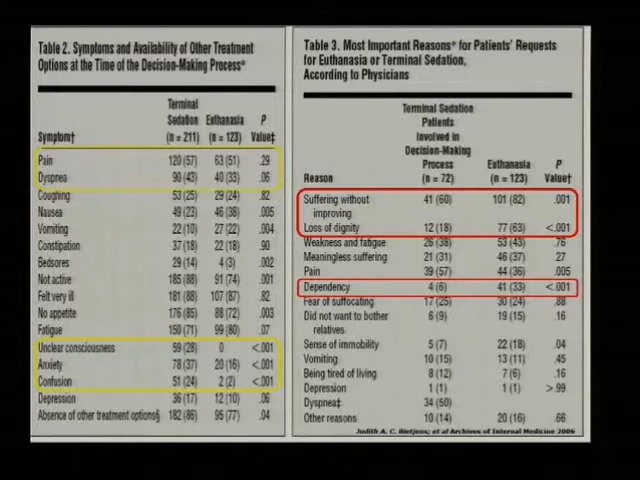 Table 2. Symptoms and Availability of Other Treatment
Options at the Time of the Decision-Making Process*
Terminal
Sedation Euthanasia P
Symptom† (n = 211) (n = 123) Value‡
Pain 120 (57) 63 (51) .29
Dyspnea 90 (43) 40 (33) .06
Coughing 53 (25) 29 (24) .82
Nausea 49 (23) 46 (38) .005
Vomiting 22 (10) 27 (22) .004
Constipation 37 (18) 22 (18) .90
Bedsores 29 (14) 4 (3) .002
Not active 185 (88) 91 (74) .001
Felt very ill 181 (88) 107 (87) .82
No appetite 176 (85) 88 (72) .003
Fatigue 150 (71) 99 (80) .07
Unclear consciousness 59 (28) 0 <.001
Anxiety 78 (37) 20 (16) <.001
Confusion 51 (24) 2 (2) <.001
Depression 36 (17) 12 (10) .06
Absence of other treatment options§ 182 (86) 95 (77) .04
Table 3. Most Important Reasons* for Patients' Requests
for Euthanasia or Terminal Sedation,
According to Physicians
Terminal Sedation
Patients
Involved in
Decision-Making
Process Euthanasia P
Reason (n = 72) (n = 123) Value†
Suffering without 41 (60) 101 (82) .001
improving
Loss of dignity 12 (18) 77 (63) <.001
Weakness and fatigue 26 (38) 53 (43) .76
Meaningless suffering 21 (31) 46 (37) .27
Pain 39 (57) 44 (36) .005
Dependency 4 (6) 41 (33) <.001
Fear of suffocating 17 (25) 30 (24) .88
Did not want to bother 6 (9) 19 (15) .16
relatives
Sense of immobility 5 (7) 22 (18) .04
Vomiting 10 (15) 13 (11) .45
Being tired of living 8 (12) 7 (6) .16
Depression 1 (1) 1 (1) >.99
Dyspnea‡ 34 (50)
Other reasons 10 (14) 20 (16) .66
Judith A. C. Rietjens; et al Archives of Internal Medicine 2006